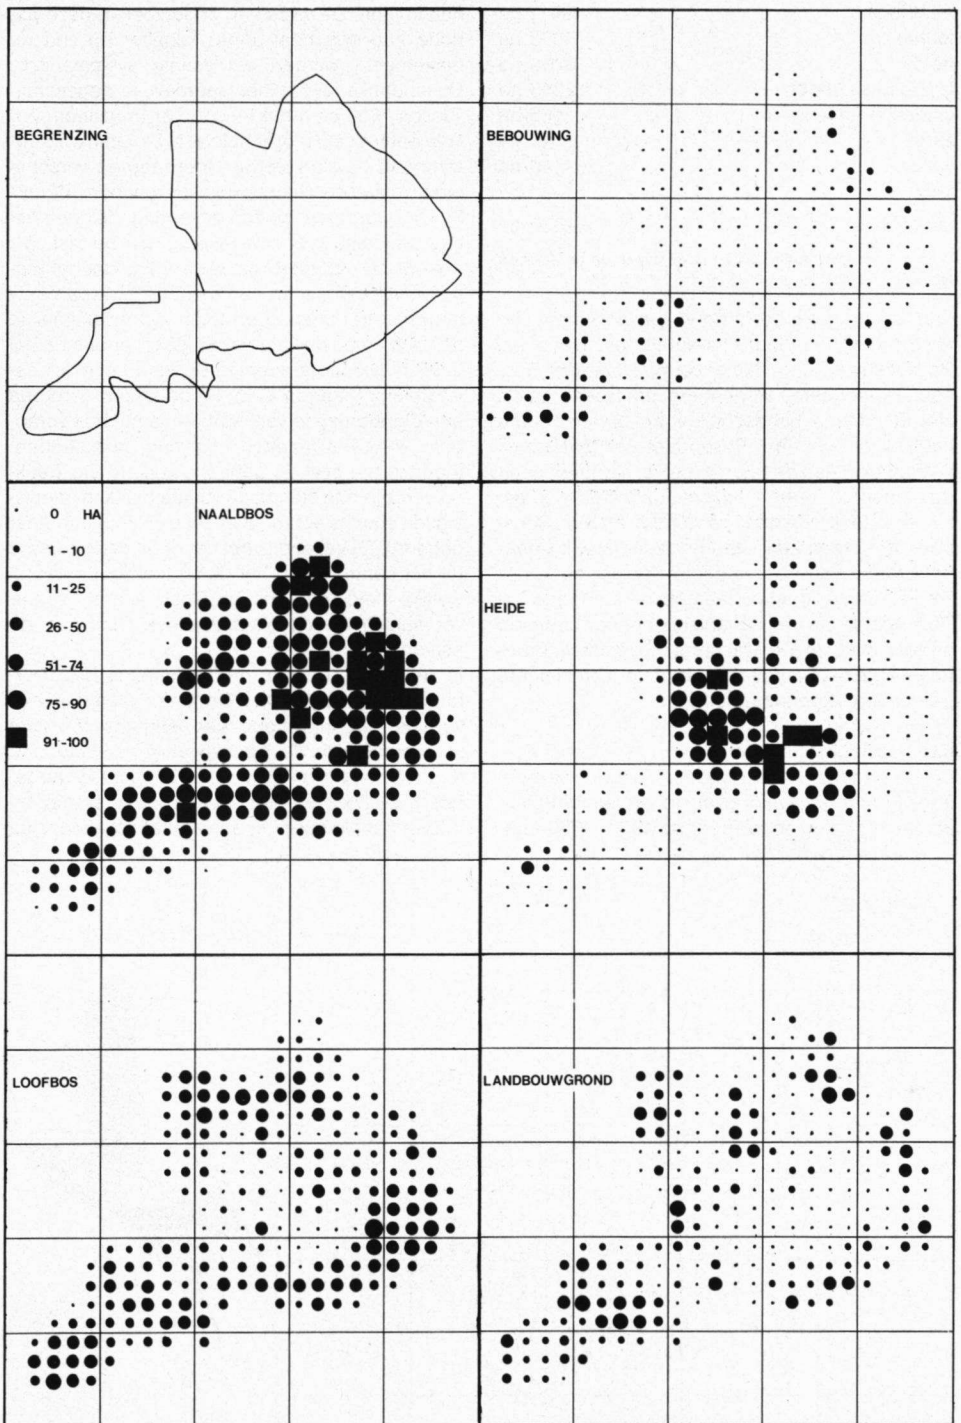 BEGRENZING
BEBOUWING
0 HA
NAALDBOS
1-10
11-25
26-50
51-74
75-90
91-100
HEIDE
LOOFBOS
LANDBOUWGROND